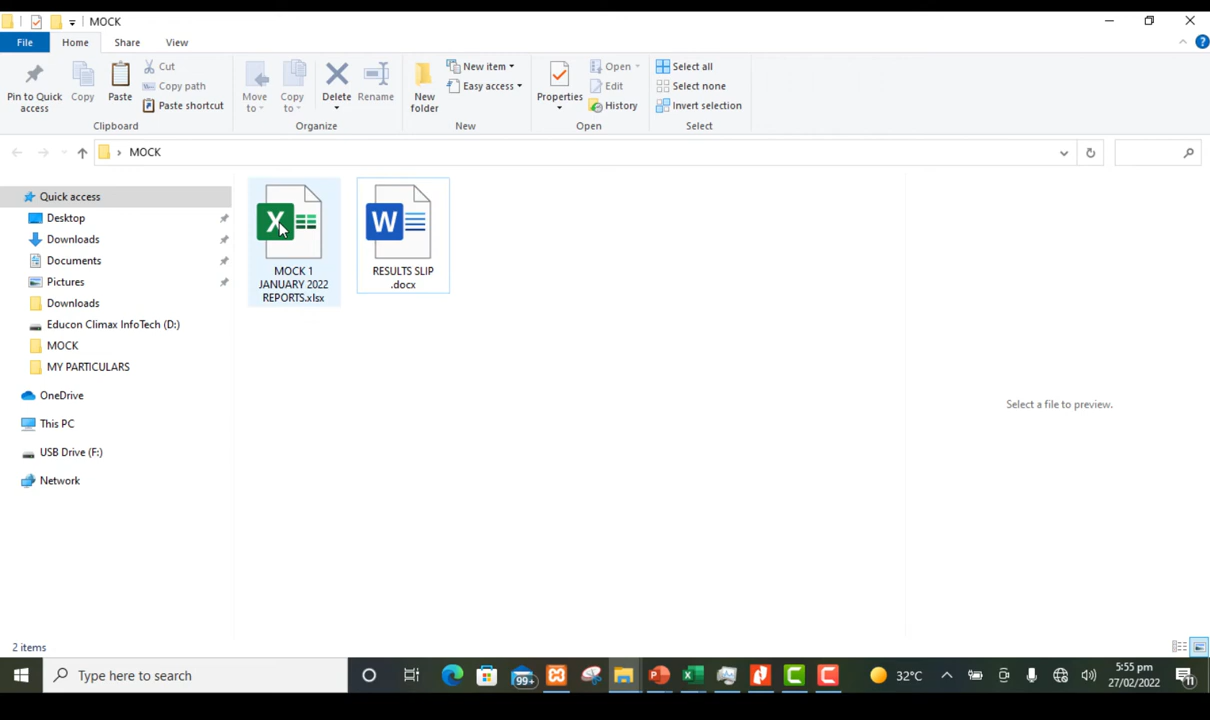 MOCK
File Home Share View
Cut
Copy path
Paste shortcut
Pin to Quick access
Copy
Paste
Clipboard
Move to
Copy to
Delete
Rename
Organize
New folder
New item
Easy access
New
Properties
Open
Edit
History
Open
Select all
Select none
Invert selection
Select
MOCK
Quick access
Desktop
Downloads
Documents
Pictures
Downloads
Educon Climax InfoTech (D:)
MOCK
MY PARTICULARS
OneDrive
This PC
USB Drive (F:)
Network
X
MOCK 1
JANUARY 2022
REPORTS.xlsx
W
RESULTS SLIP
.docx
Select a file to preview.
2 items
Type here to search
99+
32°C
5:55 pm
27/02/2022
11